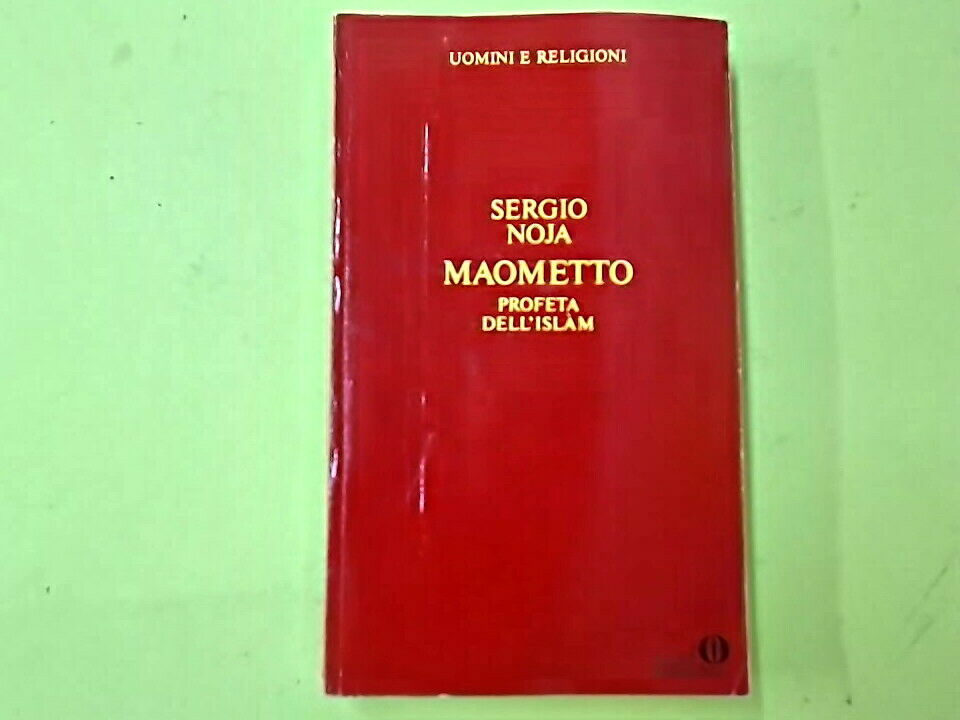 UOMINI E RELIGIONI
SERGIO
NOJA
MAOMETTO
PROFETA
DELL'ISLÀM